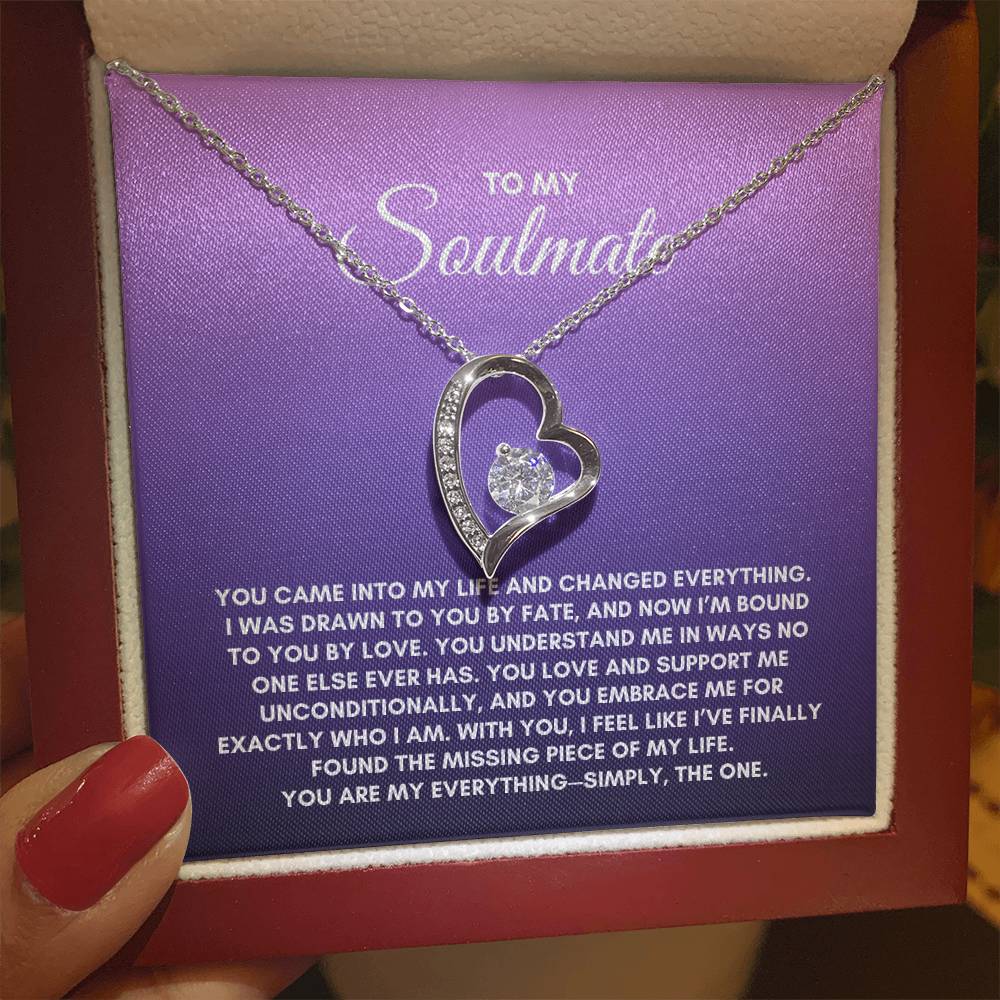 TO MY
Soulmate
YOU CAME INTO MY LIFE AND CHANGED EVERYTHING.
I WAS DRAWN TO YOU BY FATE, AND NOW I'M BOUND
TO YOU BY LOVE. YOU UNDERSTAND ME IN WAYS NO
ONE ELSE EVER HAS. YOU LOVE AND SUPPORT ME
UNCONDITIONALLY, AND YOU EMBRACE ME FOR
EXACTLY WHO I AM. WITH YOU, I FEEL LIKE I'VE FINALLY
FOUND THE MISSING PIECE OF MY LIFE.
YOU ARE MY EVERYTHING—SIMPLY, THE ONE.